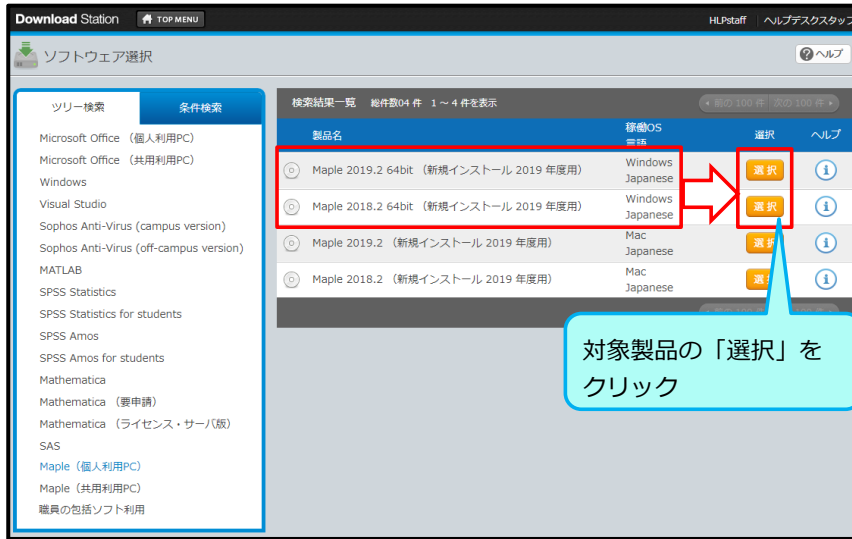 Download Station TOP MENU HLPstaff ヘルプデスクスタッフ
ソフトウェア選択 ヘルプ
ツリー検索 条件検索
Microsoft Office （個人利用PC）
Microsoft Office （共用利用PC）
Windows
Visual Studio
Sophos Anti-Virus (campus version)
Sophos Anti-Virus (off-campus version)
MATLAB
SPSS Statistics
SPSS Statistics for students
SPSS Amos
SPSS Amos for students
Mathematica
Mathematica （要申請）
Mathematica （ライセンス・サーバ版）
SAS
Maple（個人利用PC）
Maple（共用利用PC）
職員の包括ソフト利用
検索結果一覧 総件数04 件 1 ～ 4 件を表示 前の 100 件 次の 100 件
製品名 稼働OS 言語 選択 ヘルプ
Maple 2019.2 64bit （新規インストール 2019 年度用） Windows Japanese 選択
Maple 2018.2 64bit （新規インストール 2019 年度用） Windows Japanese 選択
Maple 2019.2 （新規インストール 2019 年度用） Mac Japanese 選択
Maple 2018.2 （新規インストール 2019 年度用） Mac Japanese
対象製品の「選択」を
クリック